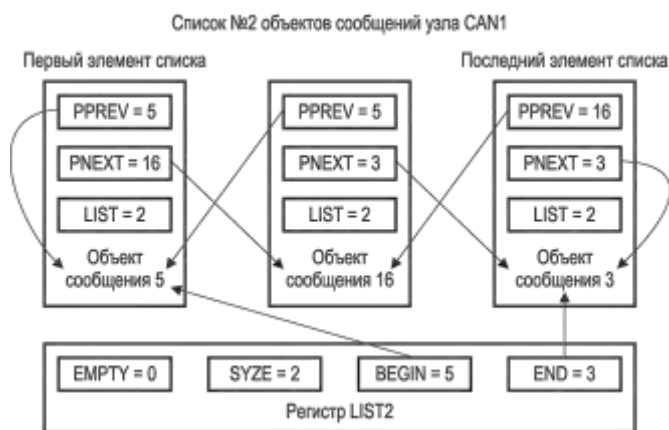 Список №2 объектов сообщений узла CAN1
Первый элемент списка
Последний элемент списка
PPREV = 5
PNEXT = 16
LIST = 2
Объект
сообщения 5
PPREV = 5
PNEXT = 3
LIST = 2
Объект
сообщения 16
PPREV = 16
PNEXT = 3
LIST = 2
Объект
сообщения 3
EMPTY = 0
SYZE = 2
BEGIN = 5
END = 3
Регистр LIST2